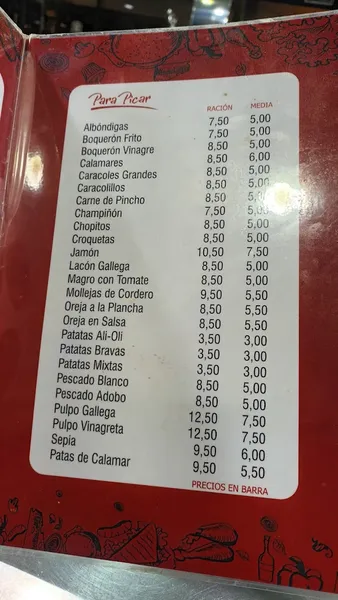 Para Picar
RACIÓN MEDIA
Albóndigas 7,50 5,00
Boquerón Frito 7,50 5,00
Boquerón Vinagre 8,50 5,00
Calamares 8,50 6,00
Caracoles Grandes 8,50 5,00
Caracolillos 8,50 5,00
Carne de Pincho 8,50 5,00
Champiñón 7,50 5,00
Chopitos 8,50 5,00
Croquetas 8,50 5,00
Jamón 10,50 7,50
Lacón Gallega 8,50 5,00
Magro con Tomate 8,50 5,00
Mollejas de Cordero 9,50 5,50
Oreja a la Plancha 8,50 5,50
Oreja en Salsa 8,50 5,50
Patatas Ali-Oli 3,50 3,00
Patatas Bravas 3,50 3,00
Patatas Mixtas 3,50 3,00
Pescado Blanco 8,50 5,00
Pescado Adobo 8,50 5,00
Pulpo Gallega 12,50 7,50
Pulpo Vinagreta 12,50 7,50
Sepia 9,50 6,00
Patas de Calamar 9,50 5,50
PRECIOS EN BARRA